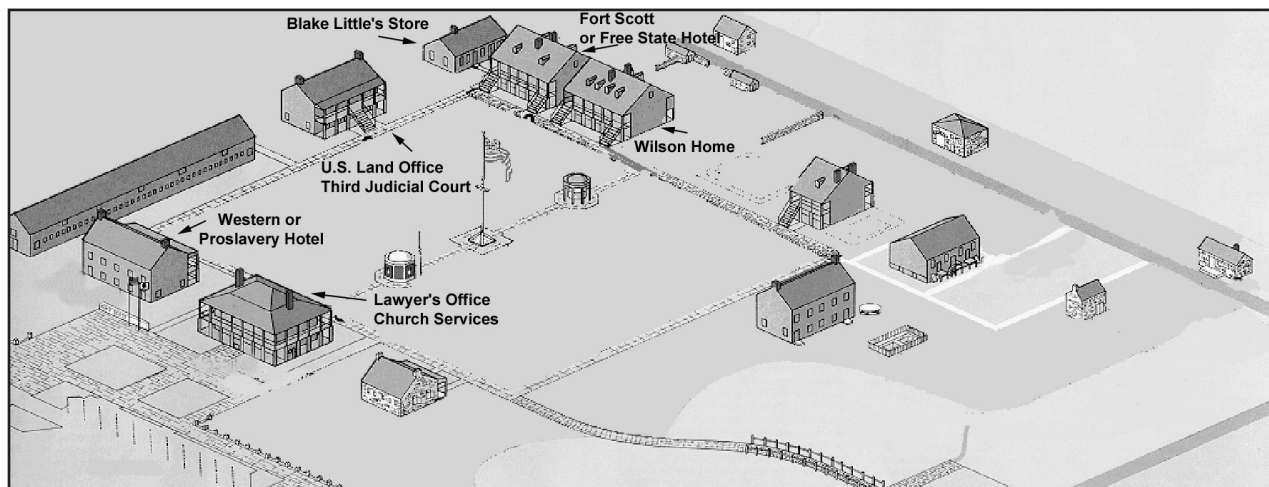 Blake Little's Store
Fort Scott
or Free State Hotel
Wilson Home
U.S. Land Office
Third Judicial Court
Western or
Proslavery Hotel
Lawyer's Office
Church Services